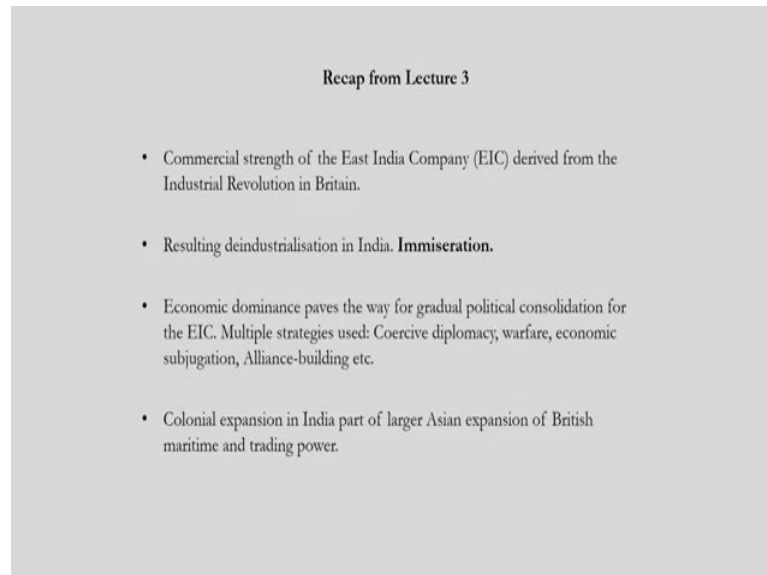 Recap from Lecture 3
• Commercial strength of the East India Company (EIC) derived from the
Industrial Revolution in Britain.
• Resulting deindustrialisation in India. Immiseration.
• Economic dominance paves the way for gradual political consolidation for
the EIC. Multiple strategies used: Coercive diplomacy, warfare, economic
subjugation, Alliance-building etc.
• Colonial expansion in India part of larger Asian expansion of British
maritime and trading power.